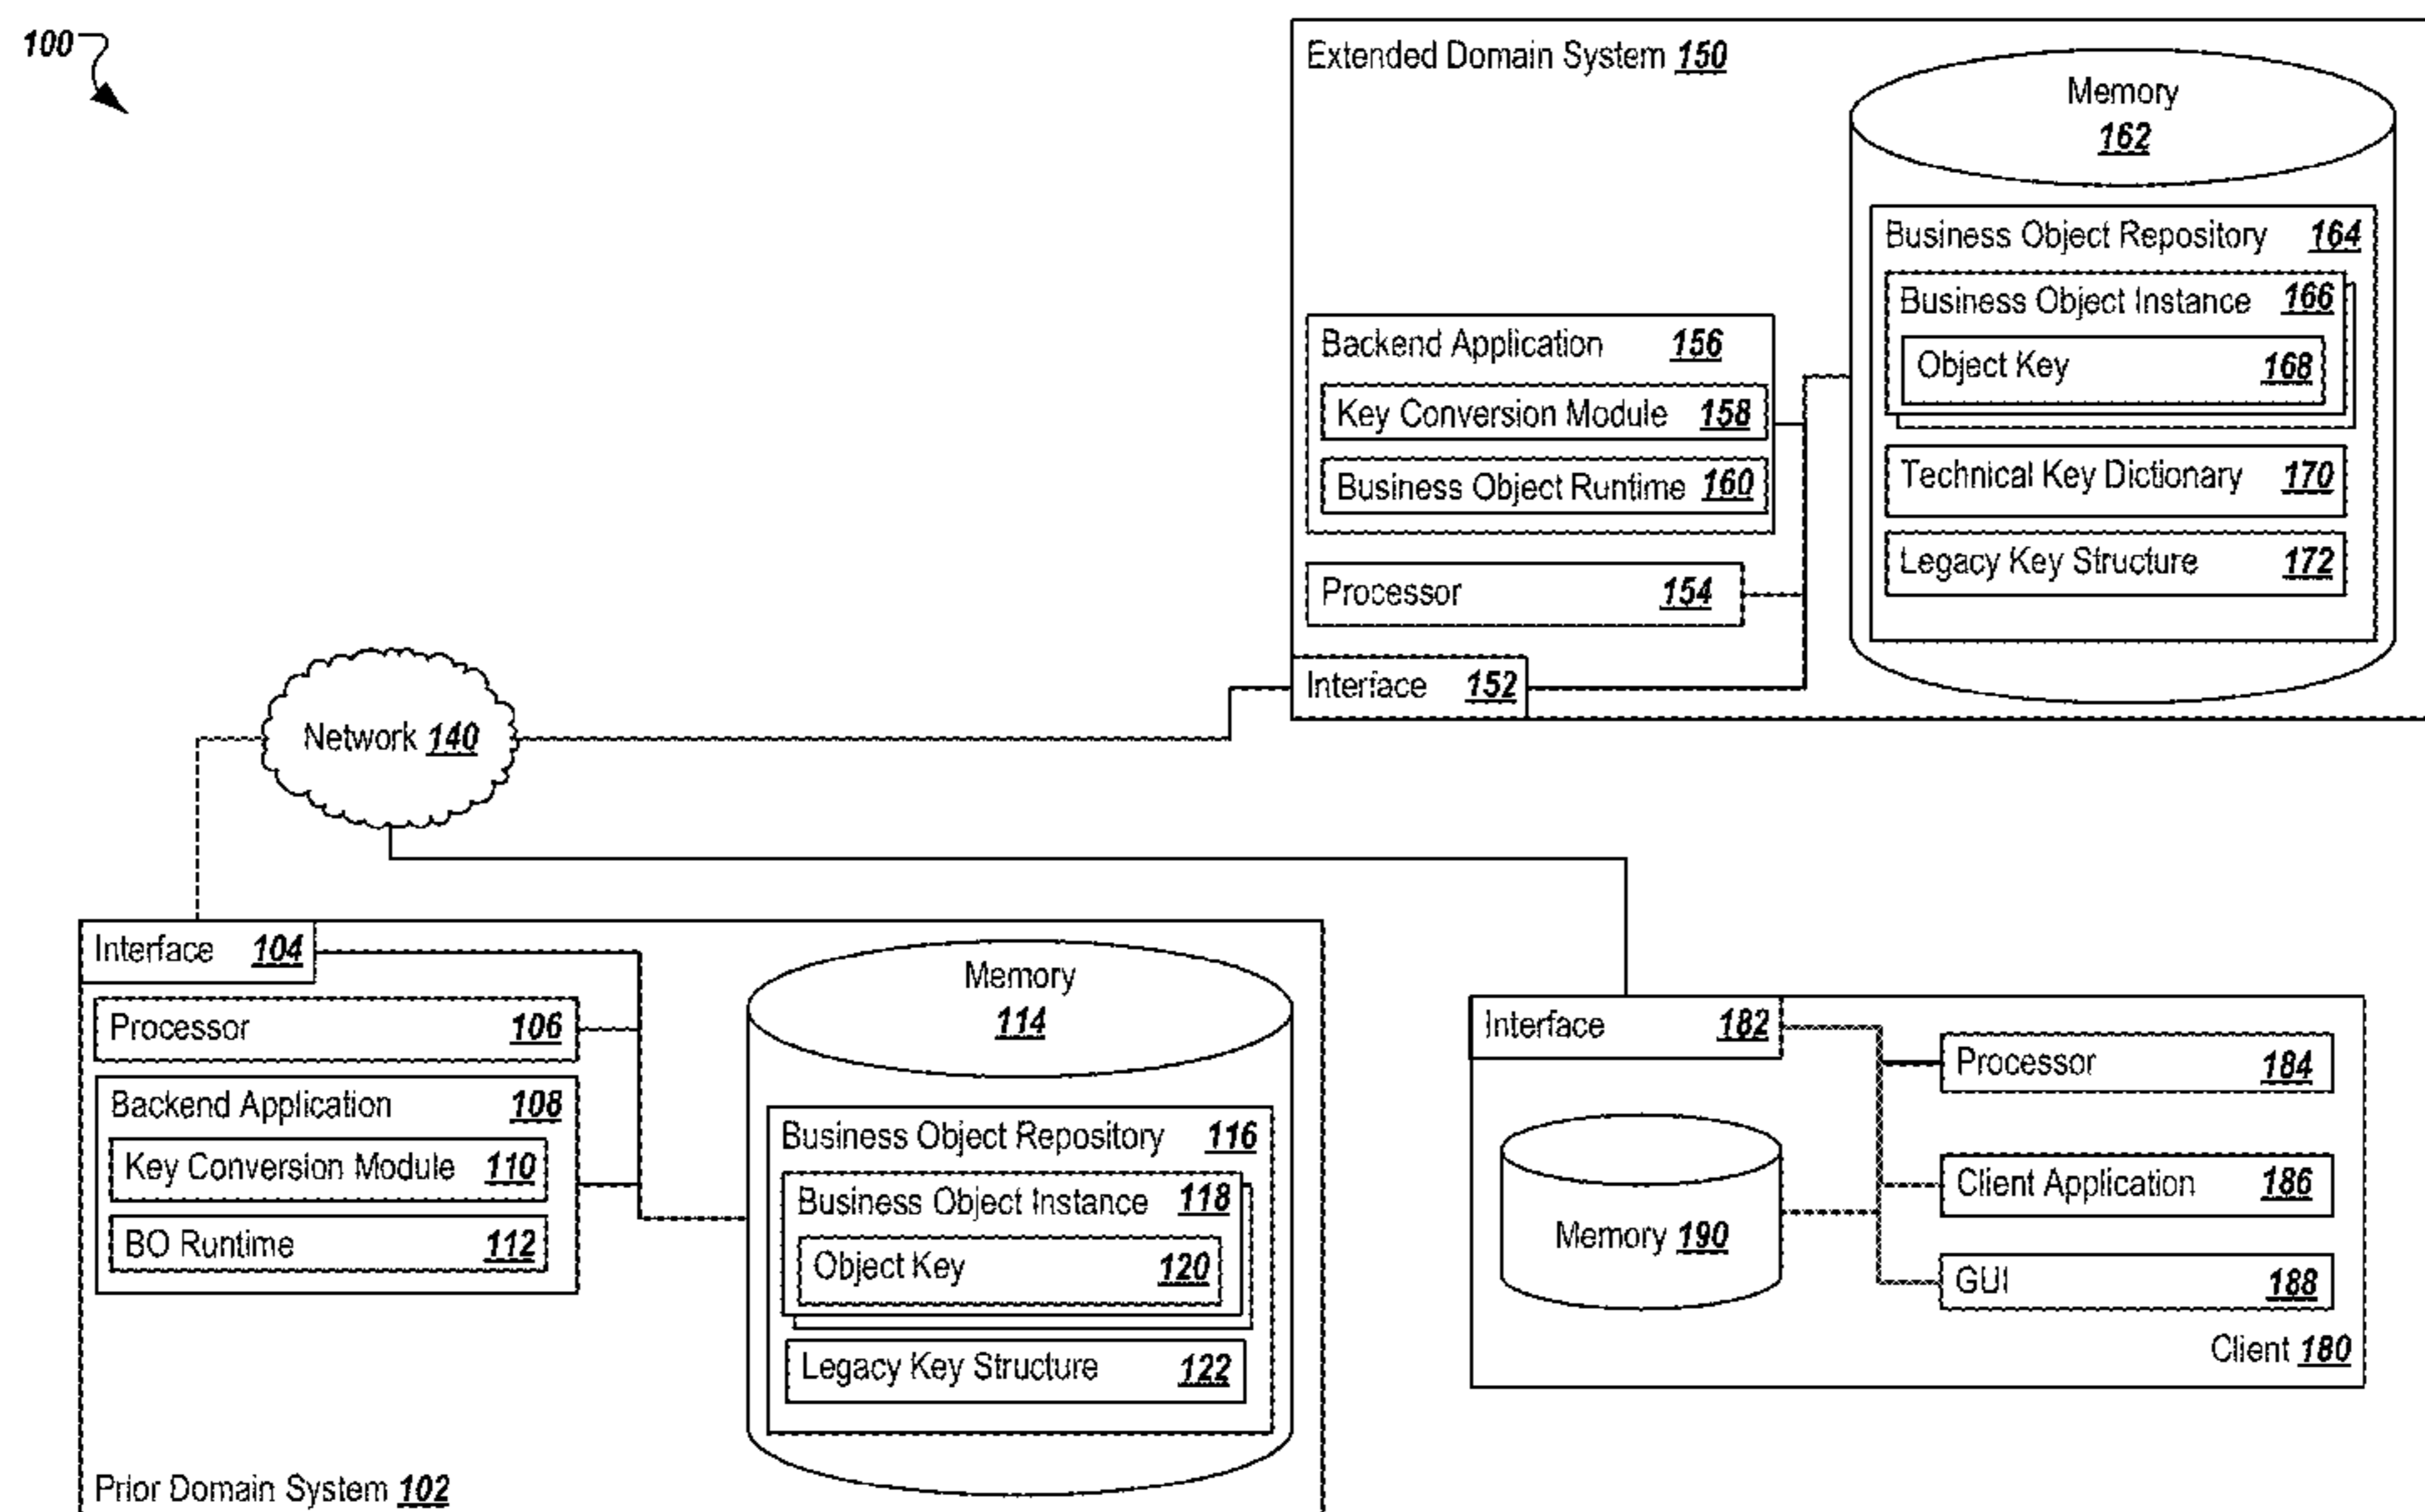 100
Extended Domain System 150
Memory
162
Business Object Repository 164
Business Object Instance 166
Object Key 168
Technical Key Dictionary 170
Legacy Key Structure 172
Backend Application 156
Key Conversion Module 158
Business Object Runtime 160
Processor 154
Interface 152
Network 140
Interface 104
Processor 106
Backend Application 108
Key Conversion Module 110
BO Runtime 112
Memory
114
Business Object Repository 116
Business Object Instance 118
Object Key 120
Legacy Key Structure 122
Prior Domain System 102
Interface 182
Processor 184
Client Application 186
GUI 188
Memory 190
Client 180